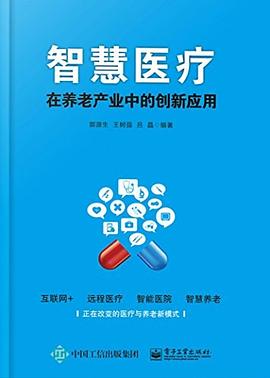 智慧医疗
在养老产业中的创新应用
郭源生 王树强 吕晶 编著
互联网+ 远程医疗 智能医院 智慧养老
正在改变的医疗与养老新模式
中国工信出版集团 电子工业出版社